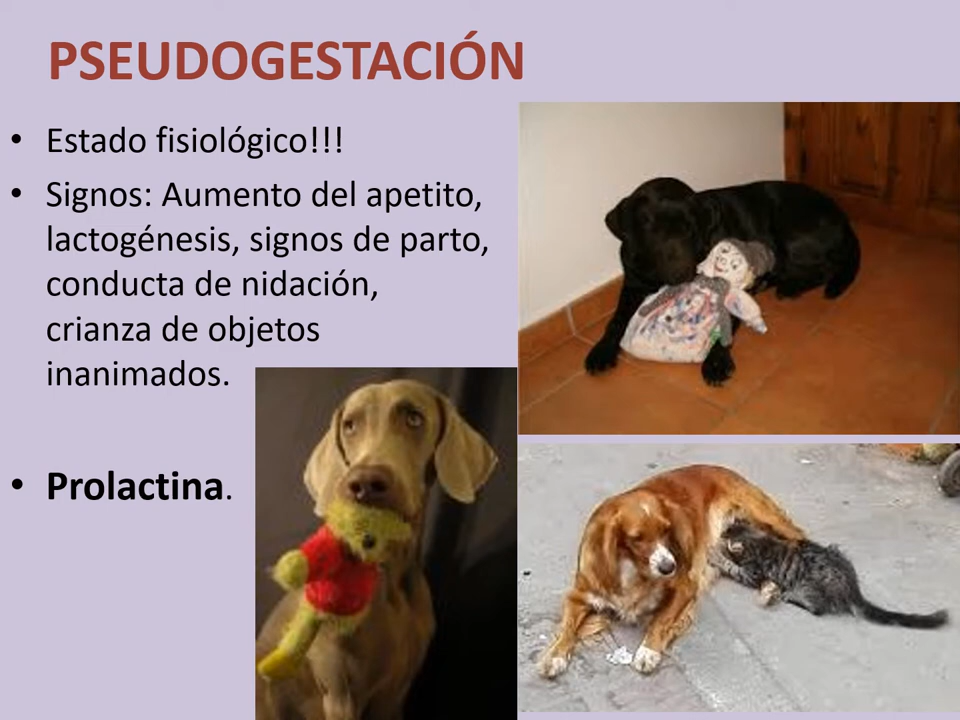 PSEUDOGESTACIÓN
• Estado fisiológico!!!
• Signos: Aumento del apetito,
lactogénesis, signos de parto,
conducta de nidación,
crianza de objetos
inanimados.
• Prolactina.